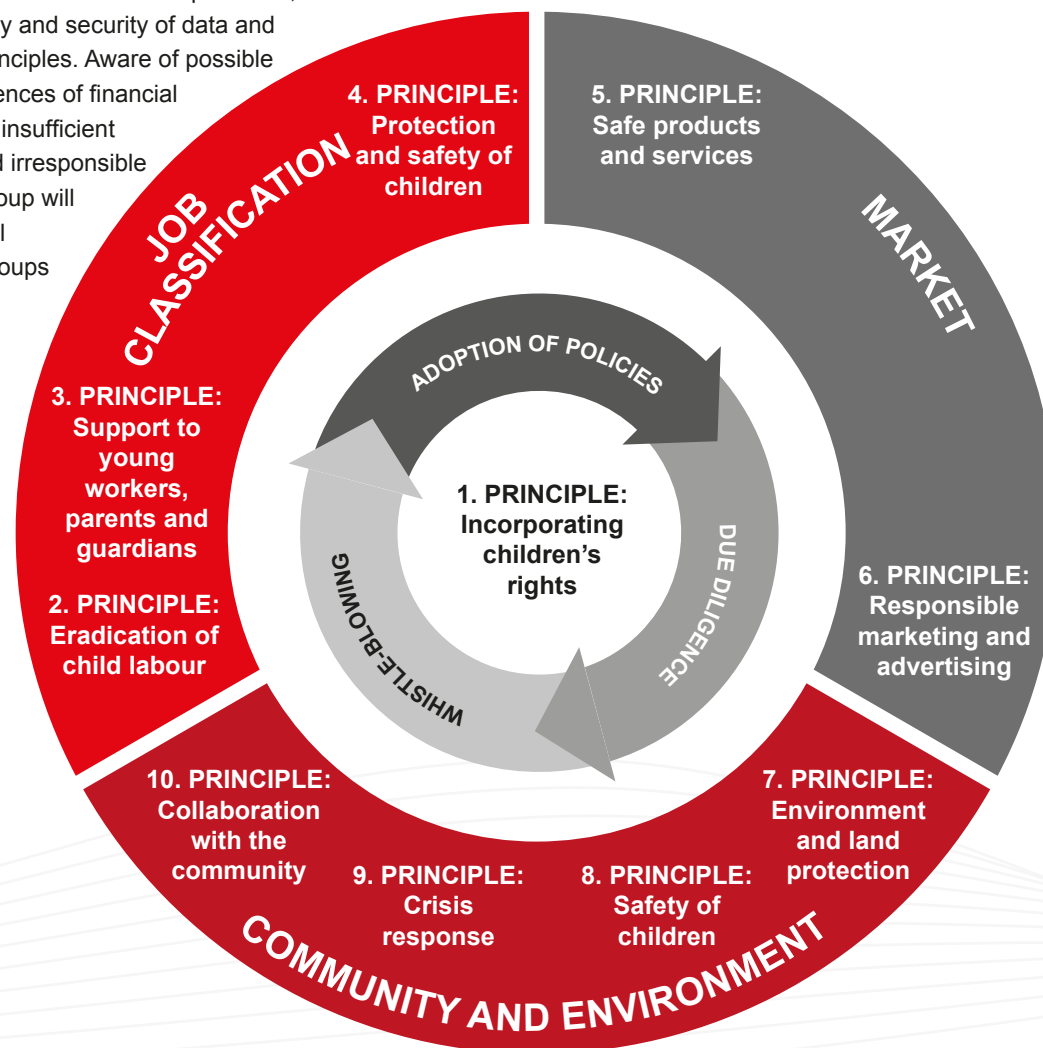 y and security of data and
nciples. Aware of possible
ences of financial
insufficient
d irresponsible
oup will
l
oups
4. PRINCIPLE:
Protection
and safety of
children
5. PRINCIPLE:
Safe products
and services
JOB
CLASSIFICATION
MARKET
3. PRINCIPLE:
Support to
young
workers,
parents and
guardians
2. PRINCIPLE:
Eradication of
child labour
ADOPTION OF POLICIES
DUE DILIGENCE
WHISTLE-BLOWING
1. PRINCIPLE:
Incorporating
children’s
rights
6. PRINCIPLE:
Responsible
marketing and
advertising
10. PRINCIPLE:
Collaboration
with the
community
9. PRINCIPLE:
Crisis
response
8. PRINCIPLE:
Safety of
children
7. PRINCIPLE:
Environment
and land
protection
COMMUNITY AND ENVIRONMENT